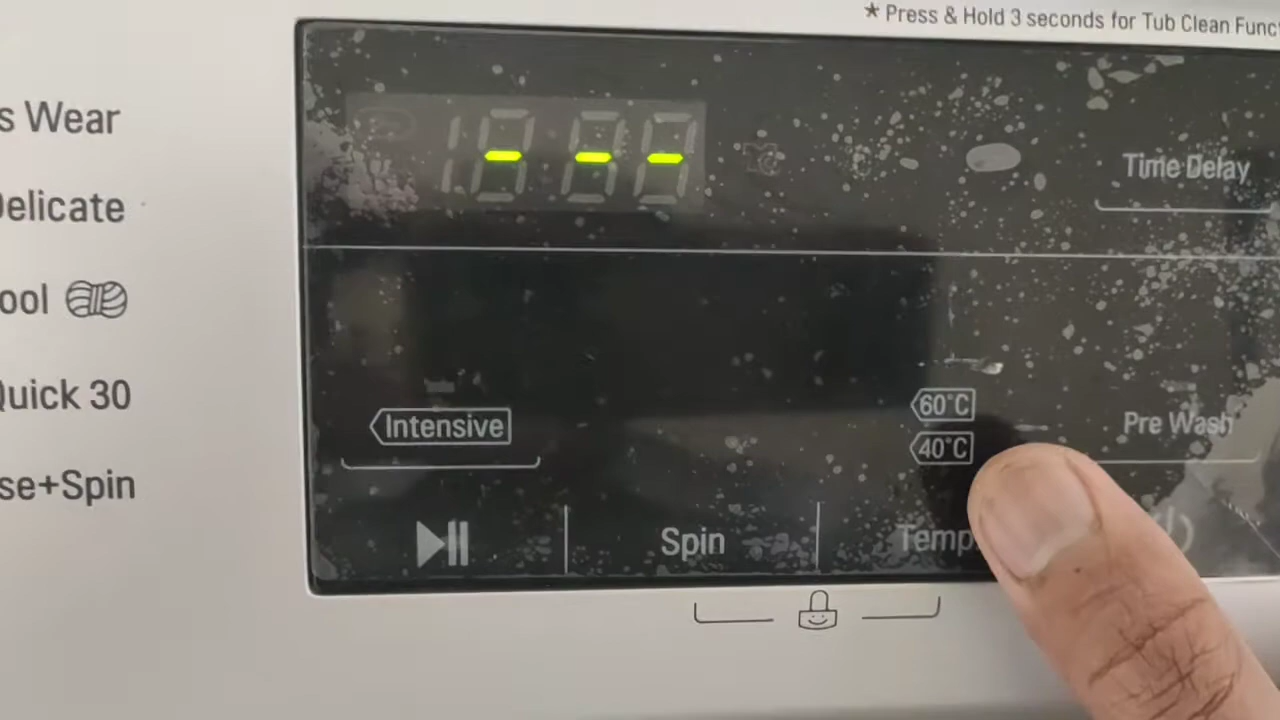 * Press & Hold 3 seconds for Tub Clean Func
s Wear
Delicate
ool
Quick 30
se+Spin
- - -
Time Delay
Intensive
60°C
40°C
Pre Wash
Spin
Temp.